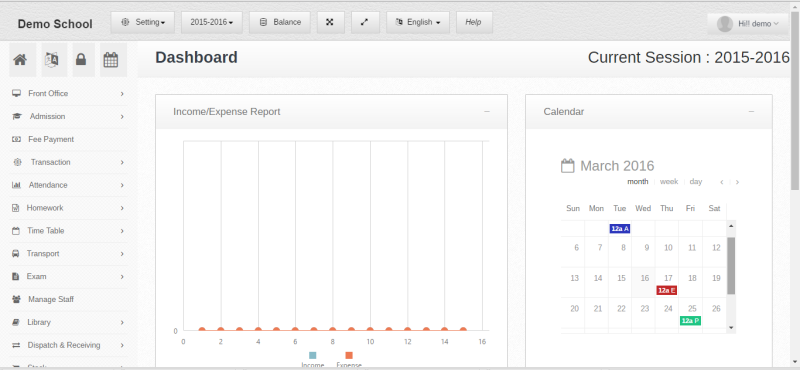 Demo School Setting 2015-2016 Balance English Help Hi!! demo
Dashboard Current Session : 2015-2016
Front Office
Admission
Fee Payment
Transaction
Attendance
Homework
Time Table
Transport
Exam
Manage Staff
Library
Dispatch & Receiving
Stock
Income/Expense Report −
0
0 2 4 6 8 10 12 14 16
Income Expense
Calendar −
March 2016
month week day ‹ ›
Sun Mon Tue Wed Thu Fri Sat
12a A
6 7 8 9 10 11 12
13 14 15 16 17 18 19
12a E
20 21 22 23 24 25 26
12a P